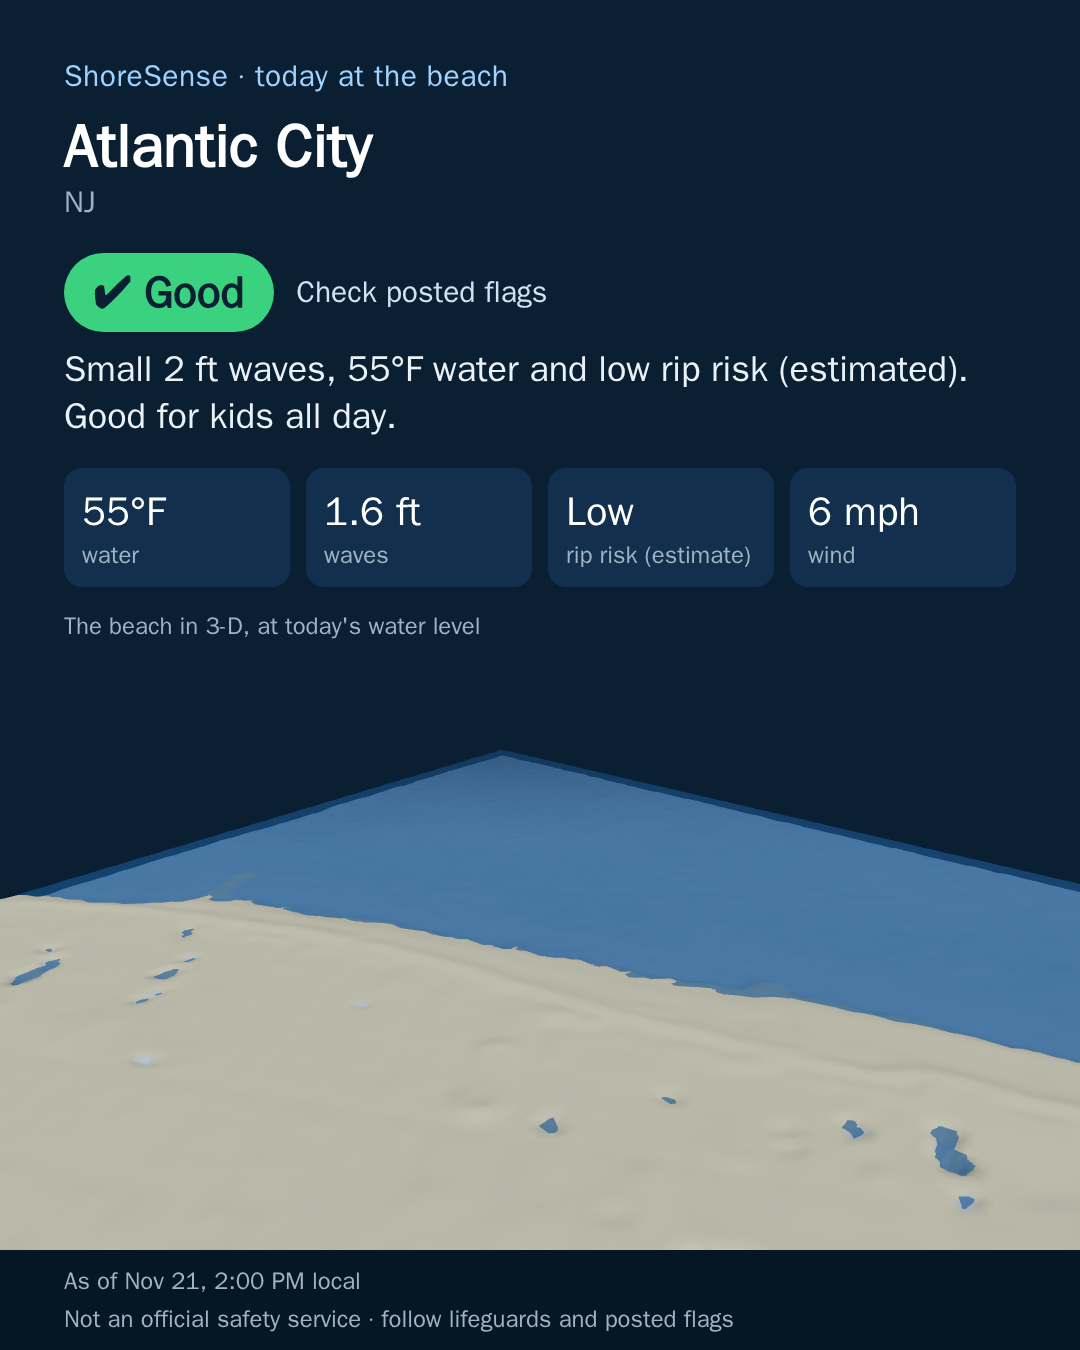 ShoreSense · today at the beach
Atlantic City
NJ
✔ Good
Check posted flags
Small 2 ft waves, 55°F water and low rip risk (estimated).
Good for kids all day.
55°F
water
1.6 ft
waves
Low
rip risk (estimate)
6 mph
wind
The beach in 3-D, at today's water level
As of Nov 21, 2:00 PM local
Not an official safety service · follow lifeguards and posted flags